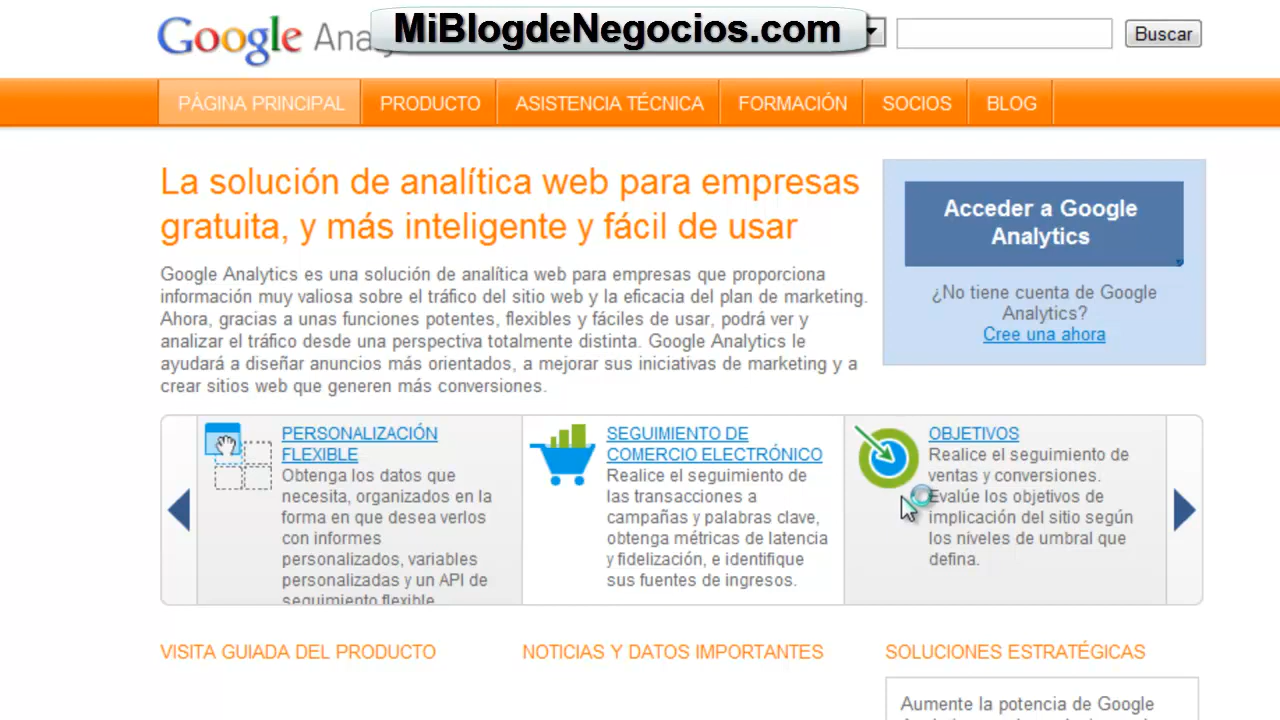 Google Analy
MiBlogdeNegocios.com
Buscar
PÁGINA PRINCIPAL
PRODUCTO
ASISTENCIA TÉCNICA
FORMACIÓN
SOCIOS
BLOG
La solución de analítica web para empresas
gratuita, y más inteligente y fácil de usar
Google Analytics es una solución de analítica web para empresas que proporciona
información muy valiosa sobre el tráfico del sitio web y la eficacia del plan de marketing.
Ahora, gracias a unas funciones potentes, flexibles y fáciles de usar, podrá ver y
analizar el tráfico desde una perspectiva totalmente distinta. Google Analytics le
ayudará a diseñar anuncios más orientados, a mejorar sus iniciativas de marketing y a
crear sitios web que generen más conversiones.
Acceder a Google
Analytics
¿No tiene cuenta de Google
Analytics?
Cree una ahora
PERSONALIZACIÓN
FLEXIBLE
Obtenga los datos que
necesita, organizados en la
forma en que desea verlos
con informes
personalizados, variables
personalizadas y un API de
seguimiento flexible
SEGUIMIENTO DE
COMERCIO ELECTRÓNICO
Realice el seguimiento de
las transacciones a
campañas y palabras clave,
obtenga métricas de latencia
y fidelización, e identifique
sus fuentes de ingresos.
OBJETIVOS
Realice el seguimiento de
ventas y conversiones.
Evalúe los objetivos de
implicación del sitio según
los niveles de umbral que
defina.
VISITA GUIADA DEL PRODUCTO
NOTICIAS Y DATOS IMPORTANTES
SOLUCIONES ESTRATÉGICAS
Aumente la potencia de Google